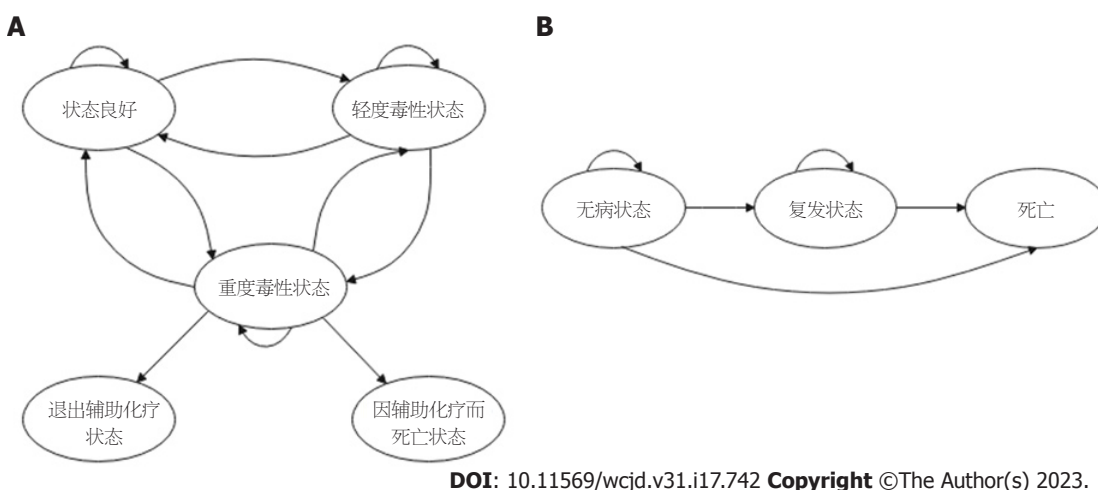 A
B
状态良好
轻度毒性状态
无病状态
复发状态
死亡
重度毒性状态
退出辅助化疗
状态
因辅助化疗而
死亡状态
DOI: 10.11569/wcjd.v31.i17.742 Copyright ©The Author(s) 2023.